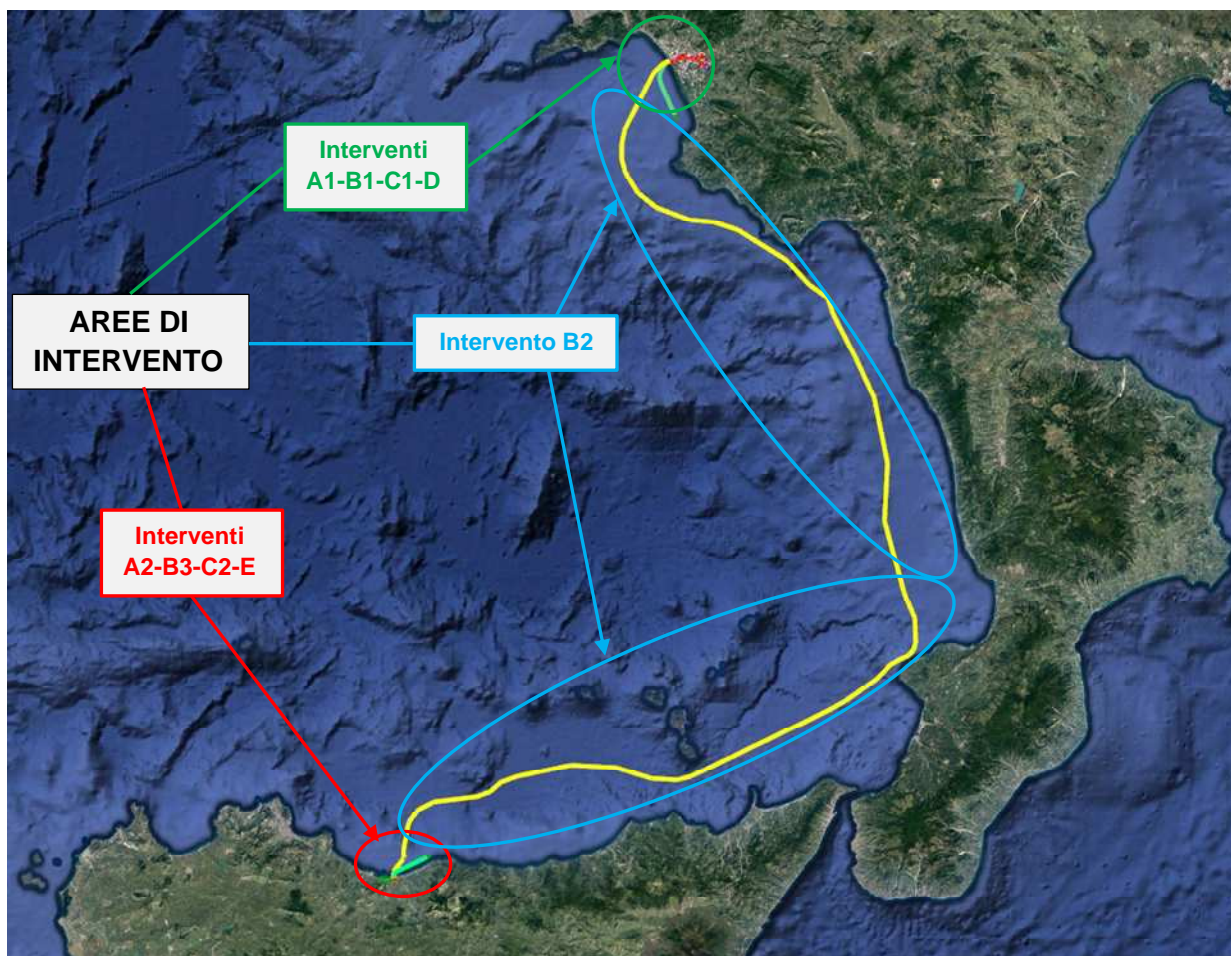 Interventi
A1-B1-C1-D
AREE DI
INTERVENTO
Intervento B2
Interventi
A2-B3-C2-E